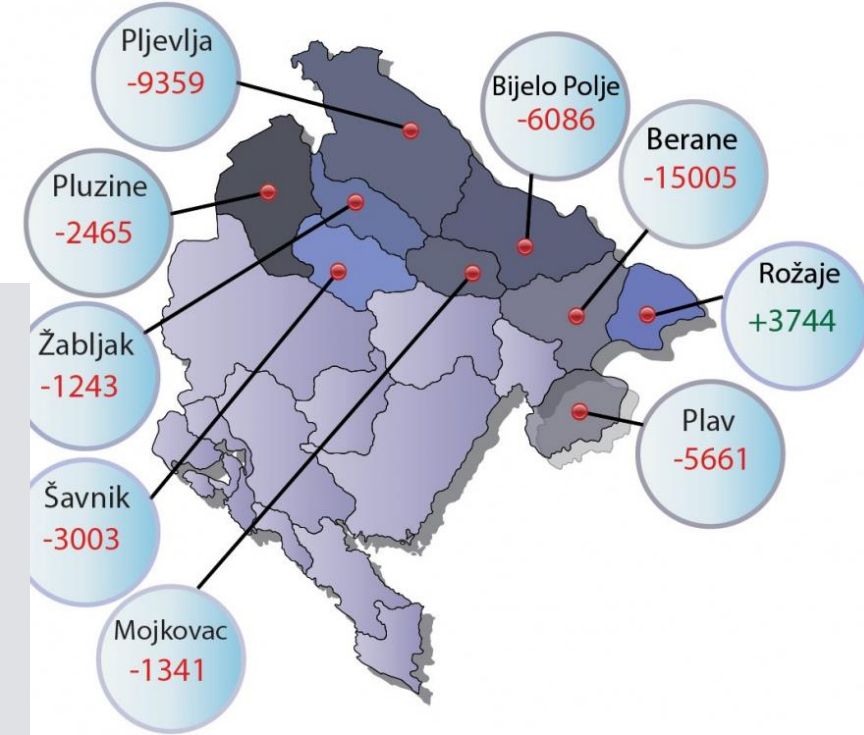 Pljevlja
-9359
Bijelo Polje
-6086
Berane
-15005
Pluzine
-2465
Rožaje
+3744
Žabljak
-1243
Plav
-5661
Šavnik
-3003
Mojkovac
-1341